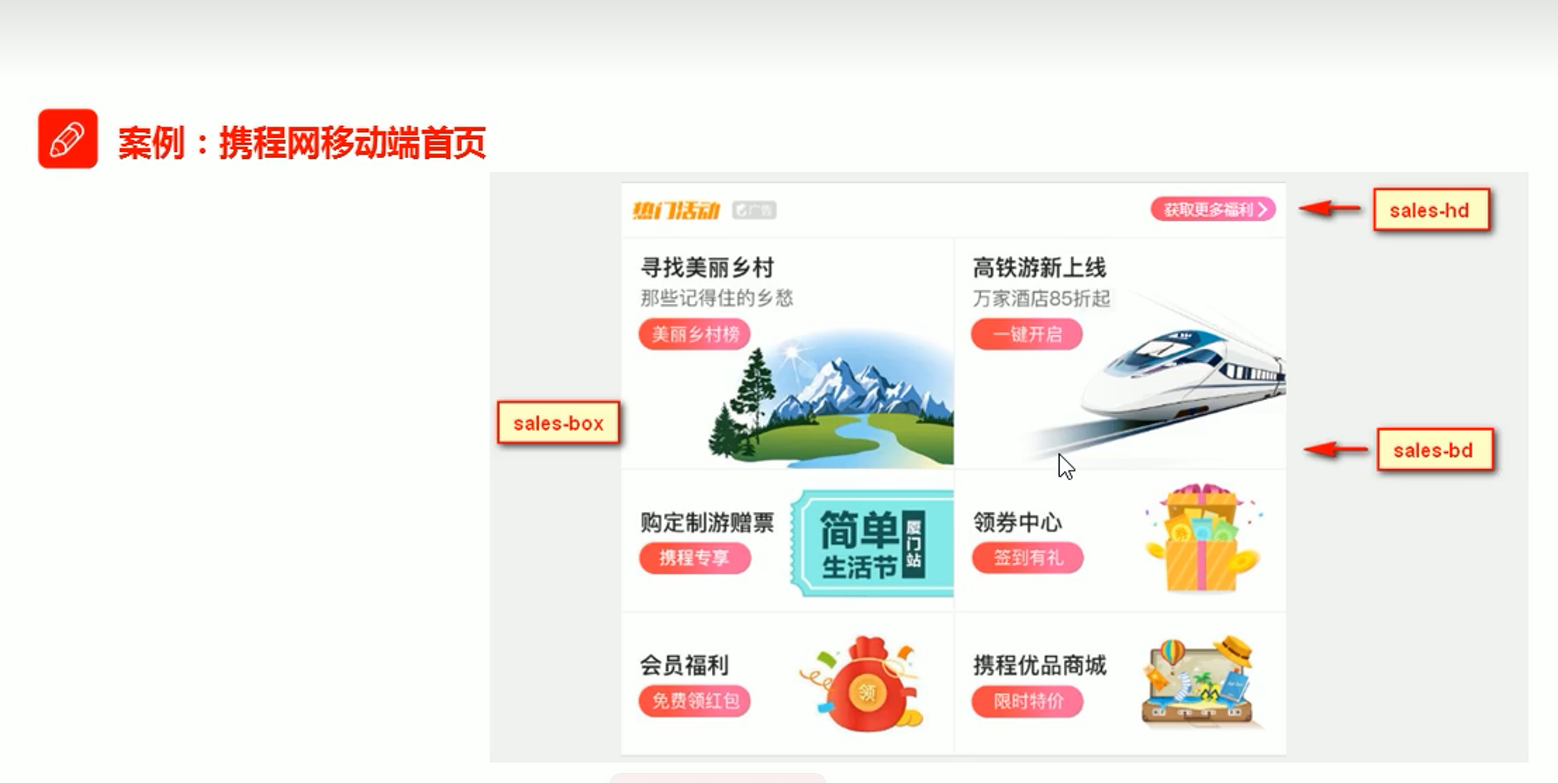 案例：携程网移动端首页
热门活动 广告 获取更多福利
sales-hd
寻找美丽乡村
那些记得住的乡愁
美丽乡村榜
高铁游新上线
万家酒店85折起
一键开启
sales-box
sales-bd
购定制游赠票
携程专享
简单
生活节
厦门站
领券中心
签到有礼
会员福利
免费领红包
领
携程优品商城
限时特价